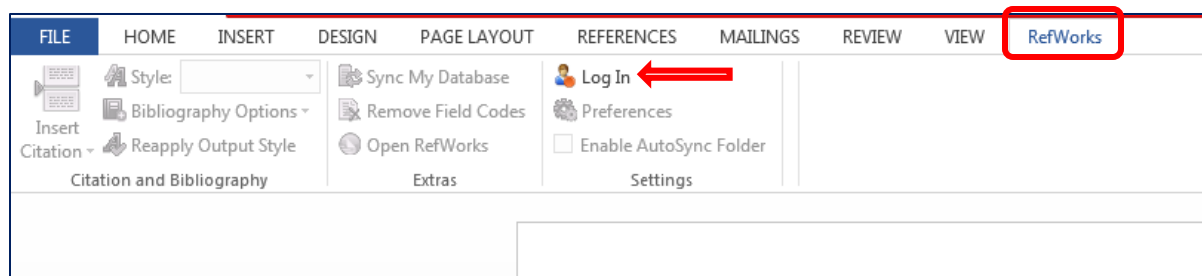 FILE HOME INSERT DESIGN PAGE LAYOUT REFERENCES MAILINGS REVIEW VIEW RefWorks
Style: Sync My Database Log In
Bibliography Options Remove Field Codes Preferences
Insert
Citation Reapply Output Style Open RefWorks Enable AutoSync Folder
Citation and Bibliography Extras Settings